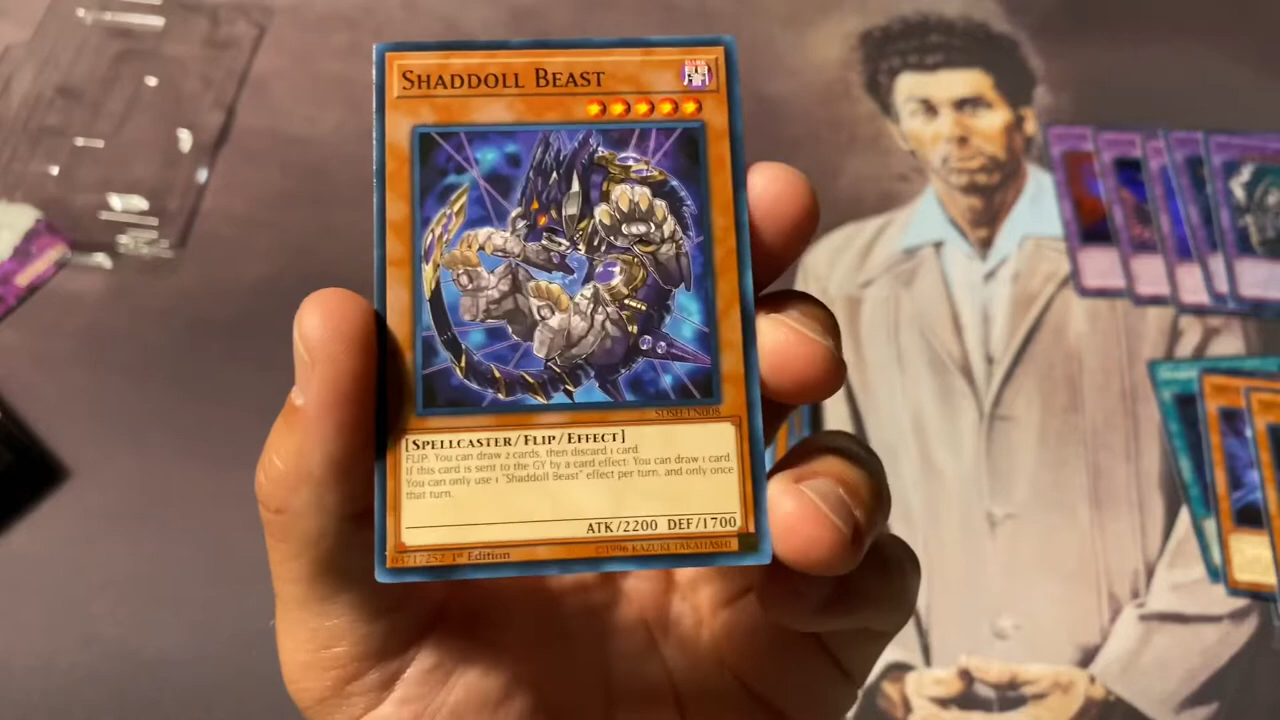 SHADDOLL BEAST
DARK
闇
SDSH-EN008
[SPELLCASTER/FLIP/EFFECT]
FLIP: You can draw 2 cards, then discard 1 card.
If this card is sent to the GY by a card effect: You can draw 1 card.
You can only use 1 "Shaddoll Beast" effect per turn, and only once
that turn.
ATK/2200 DEF/1700
03717252 1st Edition
©1996 KAZUKI TAKAHASHI